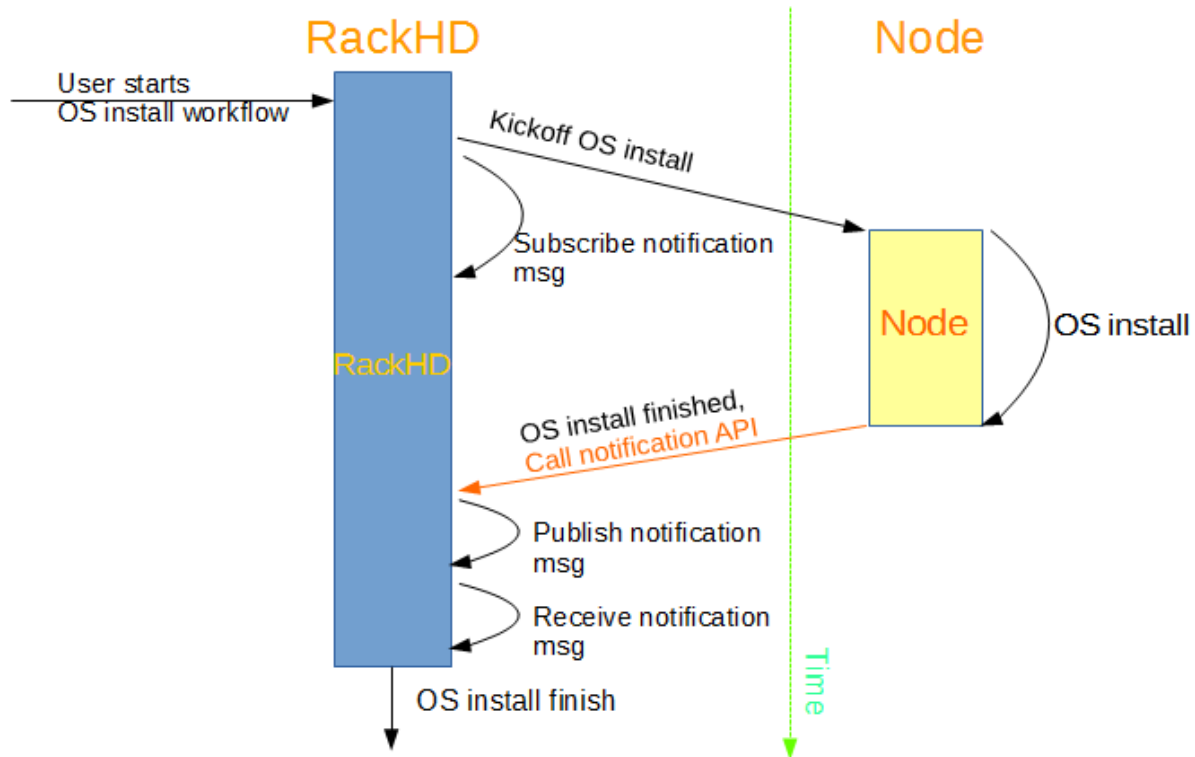 RackHD
Node
User starts
OS install workflow
Kickoff OS install
Subscribe notification
msg
Node
OS install
RackHD
OS install finished,
Call notification API
Publish notification
msg
Receive notification
msg
Time
OS install finish